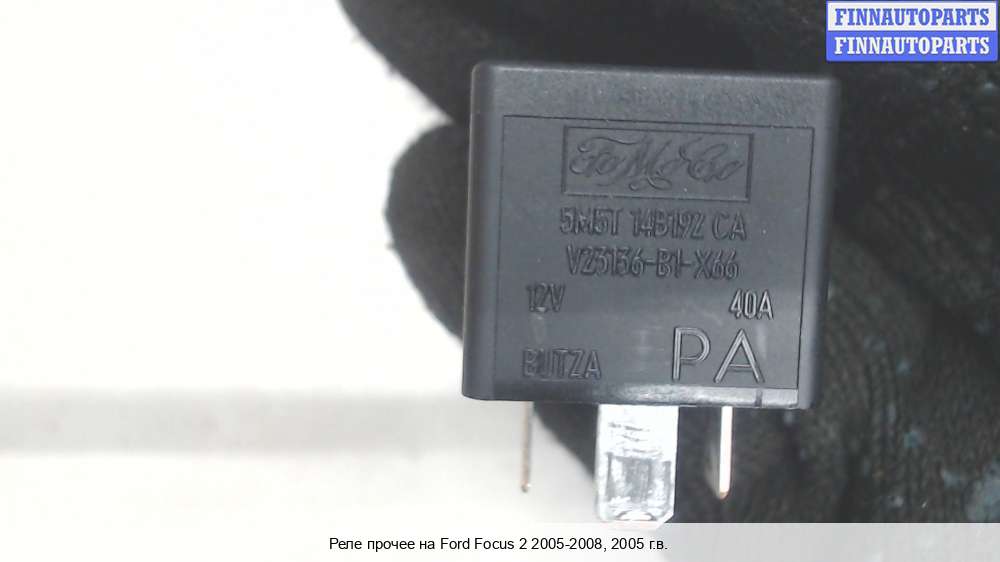 FINNAUTOPARTS
FINNAUTOPARTS
FoMoCo
5M5T 14B192 CA
V23136-B1-X66
12V 40A
BUTZA PA
Реле прочее на Ford Focus 2 2005-2008, 2005 г.в.